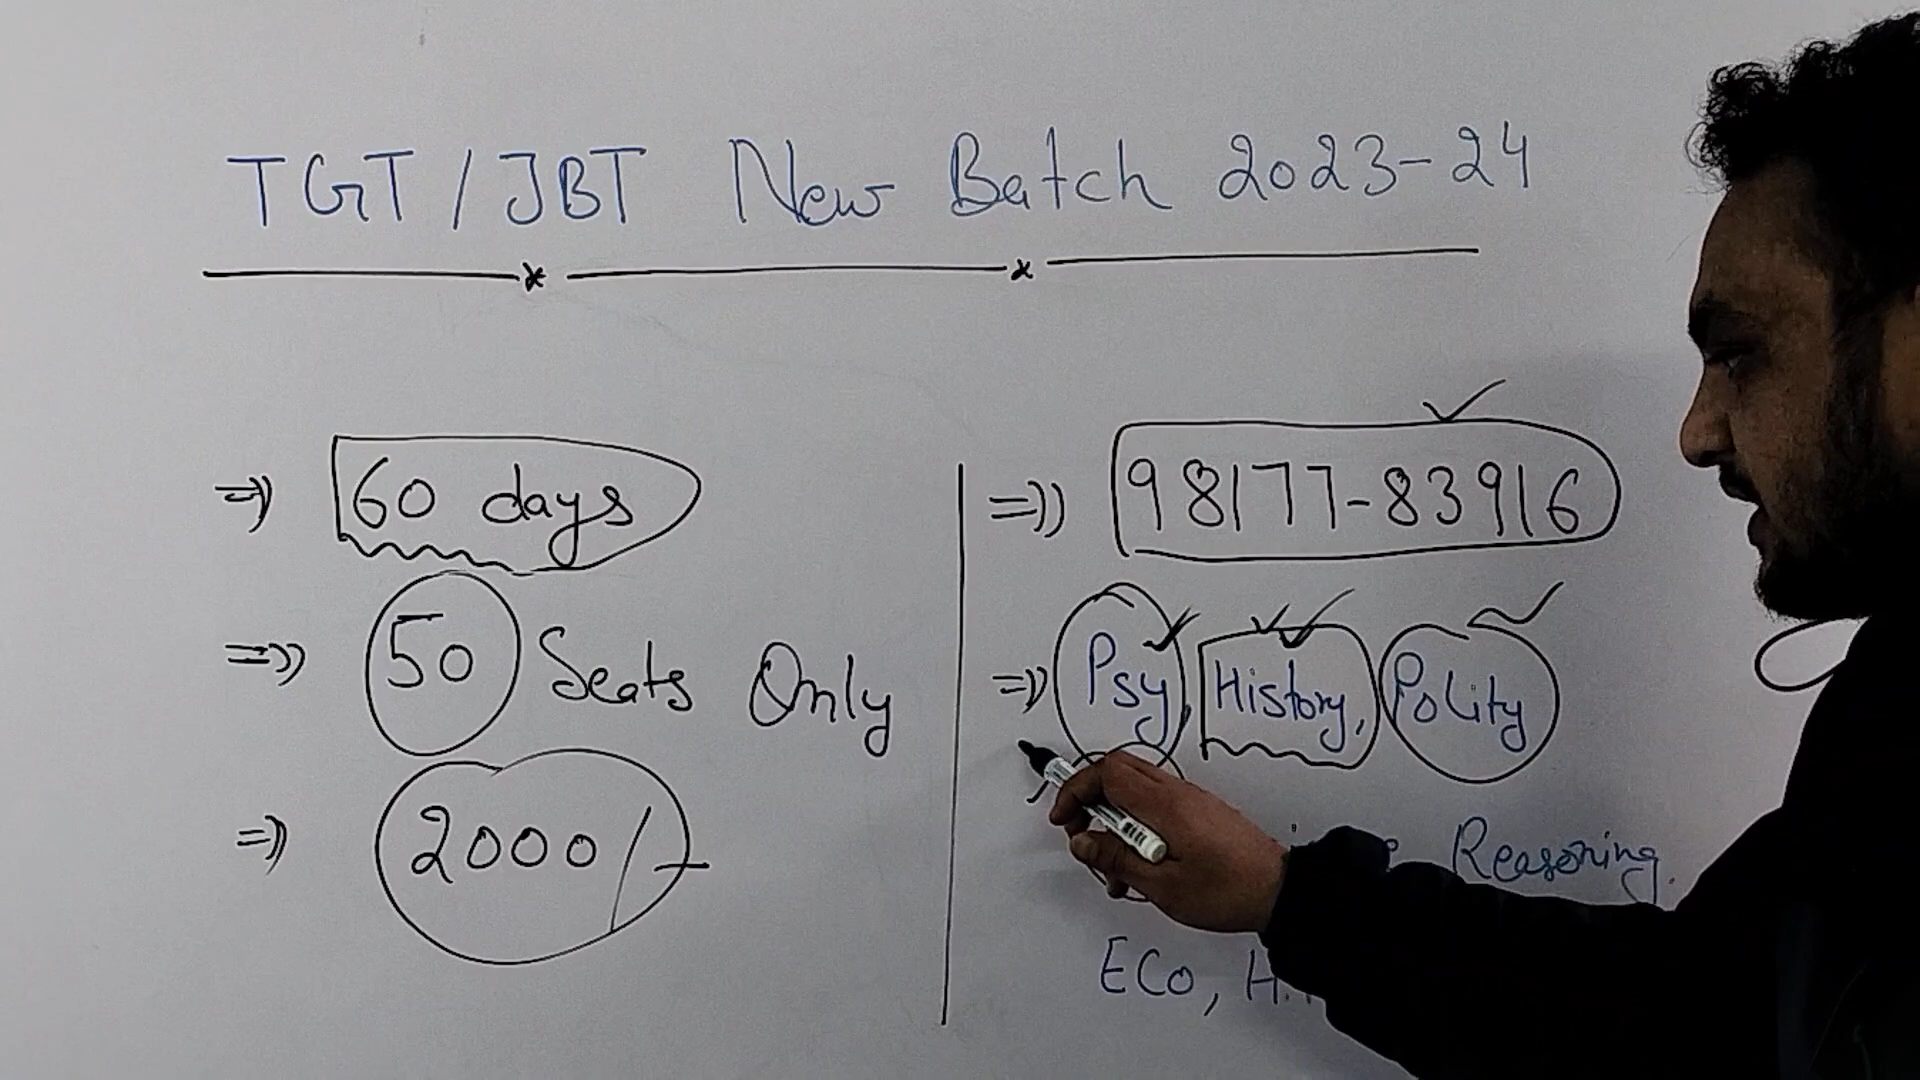 TGT / JBT New Batch 2023-24
=> 60 days
=>> 50 Seats Only
=> 2000/-
=>> 98177-83916
=> Psy, History, Polity
Reasoning.
ECo,